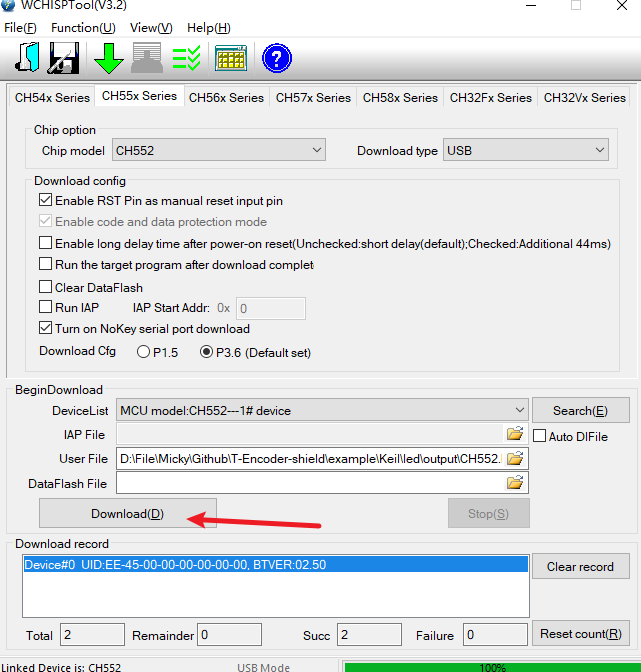 WCHISPTool(V3.2)
File(F) Function(U) View(V) Help(H)
CH54x Series CH55x Series CH56x Series CH57x Series CH58x Series CH32Fx Series CH32Vx Series
Chip option
Chip model CH552 Download type USB
Download config
Enable RST Pin as manual reset input pin
Enable code and data protection mode
Enable long delay time after power-on reset(Unchecked:short delay(default);Checked:Additional 44ms)
Run the target program after download complet
Clear DataFlash
Run IAP IAP Start Addr: 0x 0
Turn on NoKey serial port download
Download Cfg P1.5 P3.6 (Default set)
BeginDownload
DeviceList MCU model:CH552---1# device Search(E)
IAP File Auto DlFile
User File D:\File\Micky\Github\T-Encoder-shield\example\Keil\led\output\CH552.
DataFlash File
Download(D) Stop(S)
Download record
Device#0 UID:EE-45-00-00-00-00-00-00, BTVER:02.50
Clear record
Total 2 Remainder 0 Succ 2 Failure 0 Reset count(R)
Linked Device is: CH552 USB Mode 100%